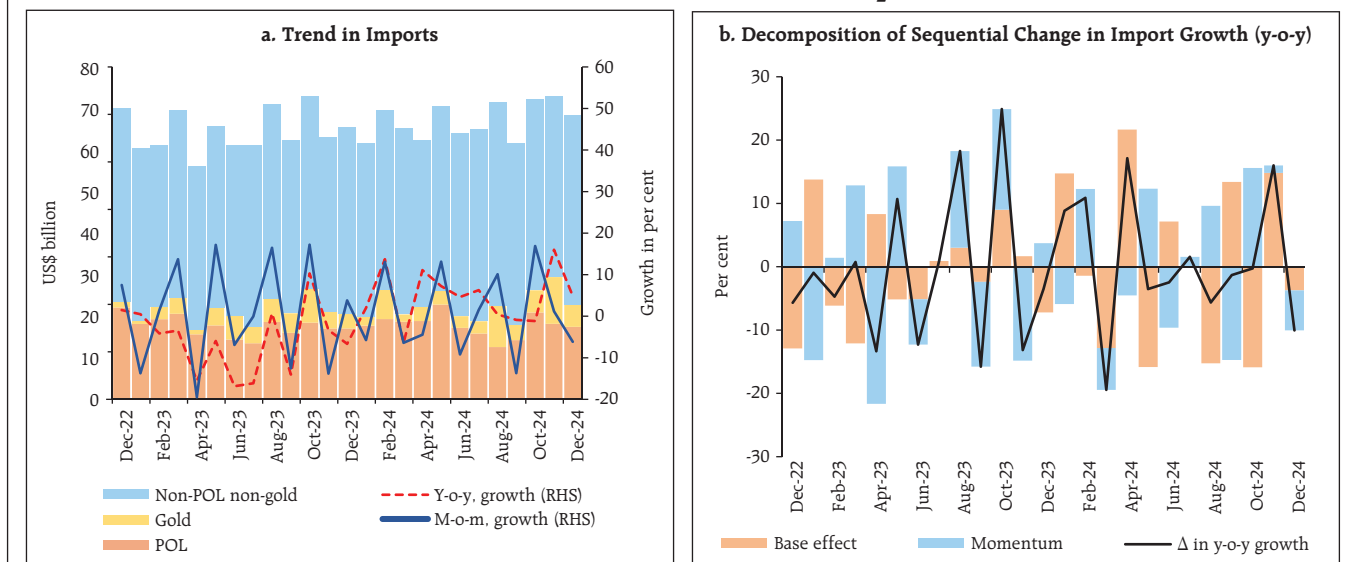 a. Trend in Imports
80
70
60
50
40
30
20
10
0
US$ billion
60
50
40
30
20
10
0
-10
-20
Growth in per cent
Dec-22
Feb-23
Apr-23
Jun-23
Aug-23
Oct-23
Dec-23
Feb-24
Apr-24
Jun-24
Aug-24
Oct-24
Dec-24
Non-POL non-gold
Gold
POL
Y-o-y, growth (RHS)
M-o-m, growth (RHS)
b. Decomposition of Sequential Change in Import Growth (y-o-y)
30
20
10
0
-10
-20
-30
Per cent
Dec-22
Feb-23
Apr-23
Jun-23
Aug-23
Oct-23
Dec-23
Feb-24
Apr-24
Jun-24
Aug-24
Oct-24
Dec-24
Base effect
Momentum
Δ in y-o-y growth